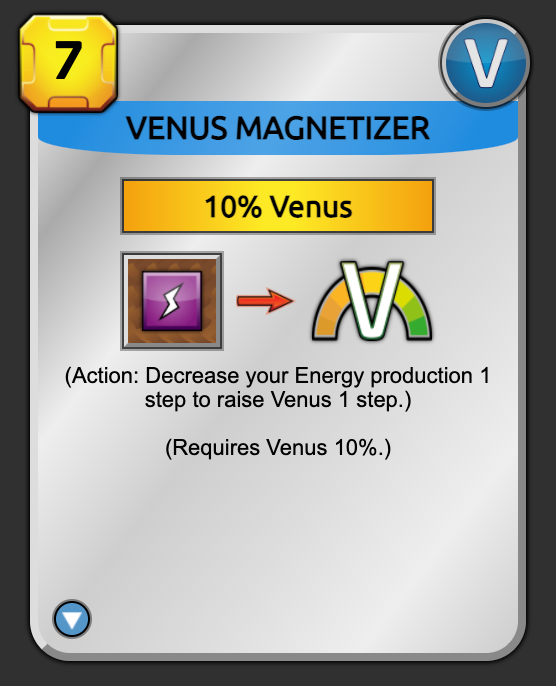 7
V
VENUS MAGNETIZER
10% Venus
V
(Action: Decrease your Energy production 1
step to raise Venus 1 step.)
(Requires Venus 10%.)